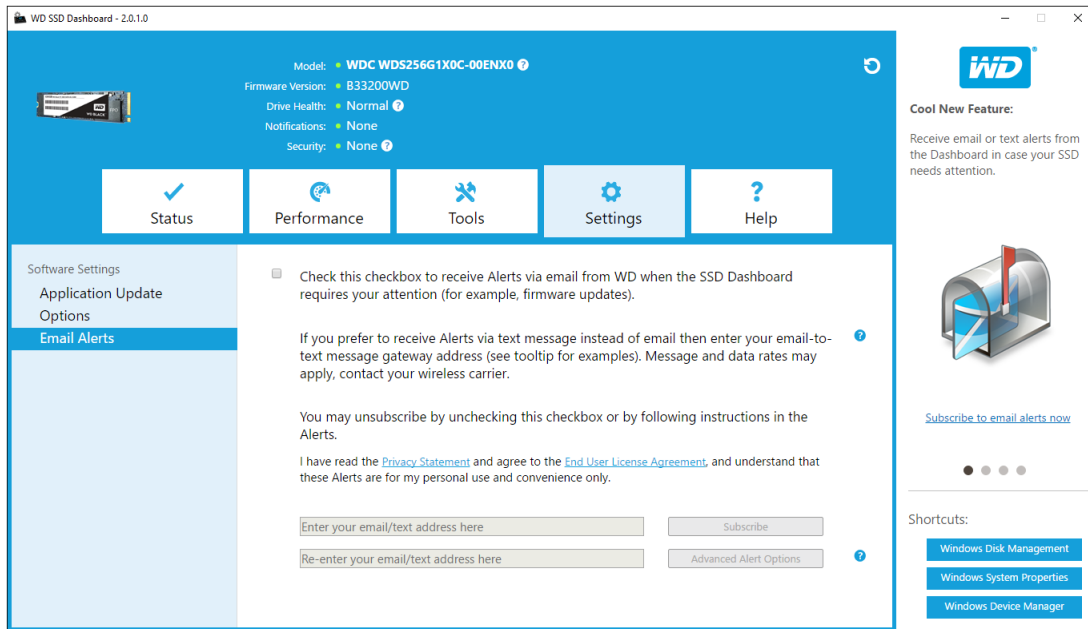 WD SSD Dashboard - 2.0.1.0
Model: WDC WDS256G1X0C-00ENX0 ?
Firmware Version: B33200WD
Drive Health: Normal ?
Notifications: None
Security: None ?
Status
Performance
Tools
Settings
? Help
Software Settings
Application Update
Options
Email Alerts
Check this checkbox to receive Alerts via email from WD when the SSD Dashboard
requires your attention (for example, firmware updates).
If you prefer to receive Alerts via text message instead of email then enter your email-to-
text message gateway address (see tooltip for examples). Message and data rates may
apply, contact your wireless carrier.
?
You may unsubscribe by unchecking this checkbox or by following instructions in the
Alerts.
I have read the Privacy Statement and agree to the End User License Agreement, and understand that
these Alerts are for my personal use and convenience only.
Enter your email/text address here
Subscribe
Re-enter your email/text address here
Advanced Alert Options
?
WD
Cool New Feature:
Receive email or text alerts from
the Dashboard in case your SSD
needs attention.
Subscribe to email alerts now
Shortcuts:
Windows Disk Management
Windows System Properties
Windows Device Manager